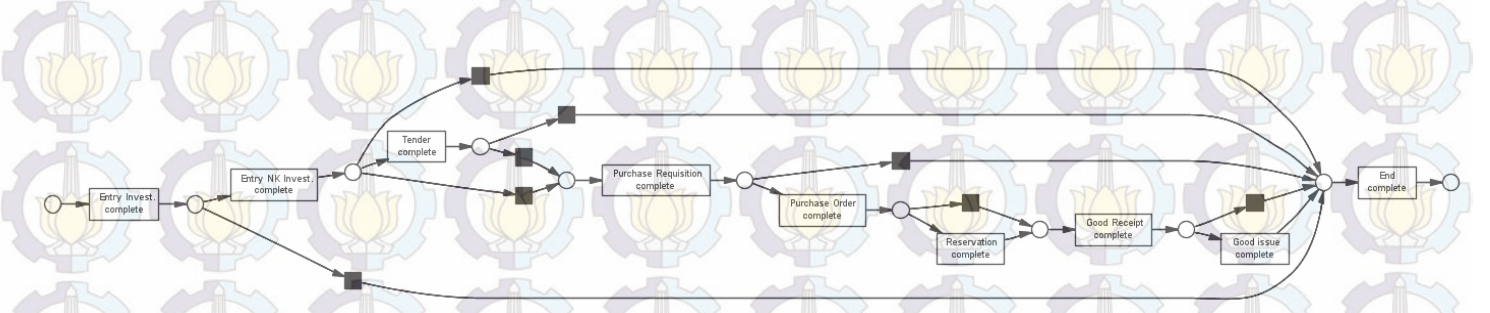 Entry Invest.
complete
Entry NK Invest.
complete
Tender
complete
Purchase Requisition
complete
Purchase Order
complete
Reservation
complete
Good Receipt
complete
Good issue
complete
End
complete